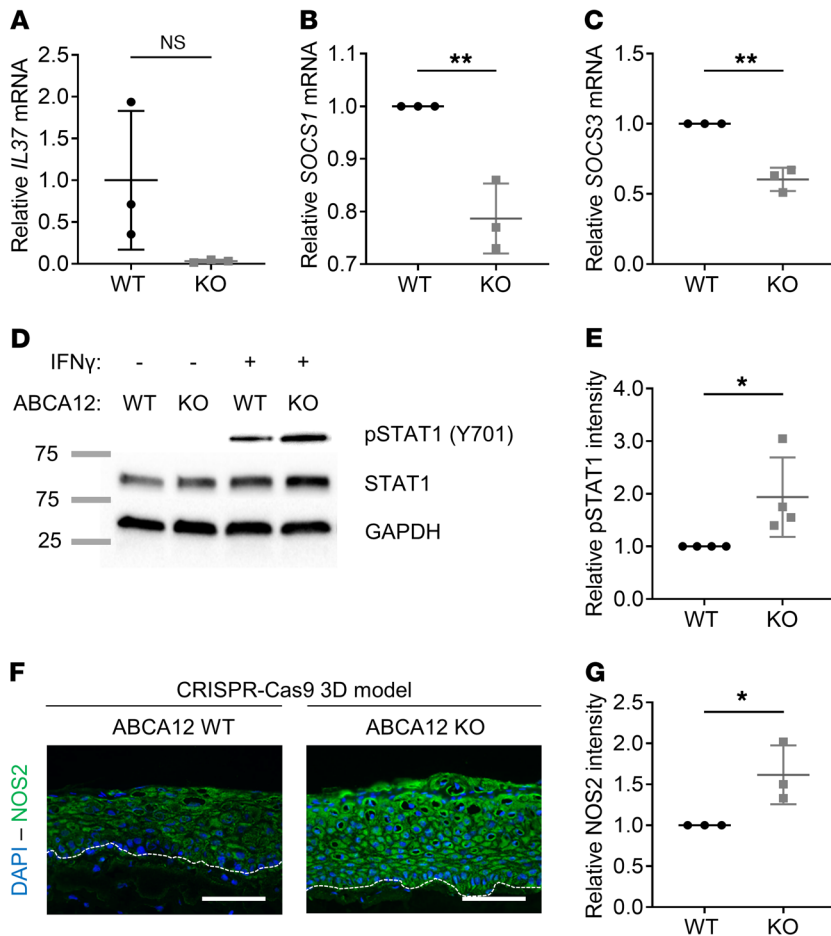 A
Relative IL37 mRNA
NS
2.5
2.0
1.5
1.0
0.5
0.0
WT
KO
B
Relative SOCS1 mRNA
**
1.1
1.0
0.9
0.8
0.7
WT
KO
C
Relative SOCS3 mRNA
**
1.5
1.0
0.5
0.0
WT
KO
D
IFNγ: - - + +
ABCA12: WT KO WT KO
pSTAT1 (Y701)
75
STAT1
75
GAPDH
25
E
Relative pSTAT1 intensity
*
4.0
3.0
2.0
1.0
0.0
WT
KO
F
CRISPR-Cas9 3D model
ABCA12 WT
ABCA12 KO
DAPI – NOS2
G
Relative NOS2 intensity
*
2.5
2.0
1.5
1.0
0.5
0.0
WT
KO